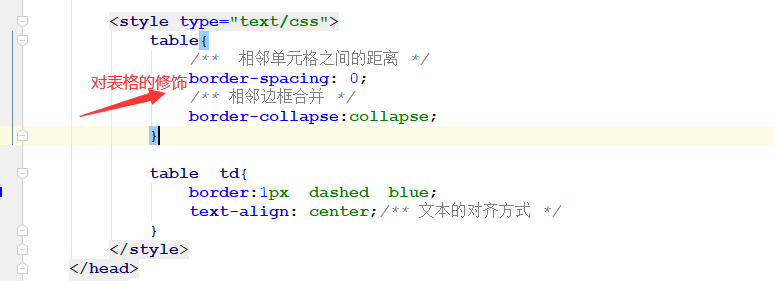 <style type="text/css">
table{
/** 相邻单元格之间的距离 */
对表格的修饰
border-spacing: 0;
/** 相邻边框合并 */
border-collapse:collapse;
}
table td{
border:1px dashed blue;
text-align: center;/** 文本的对齐方式 */
}
</style>
</head>